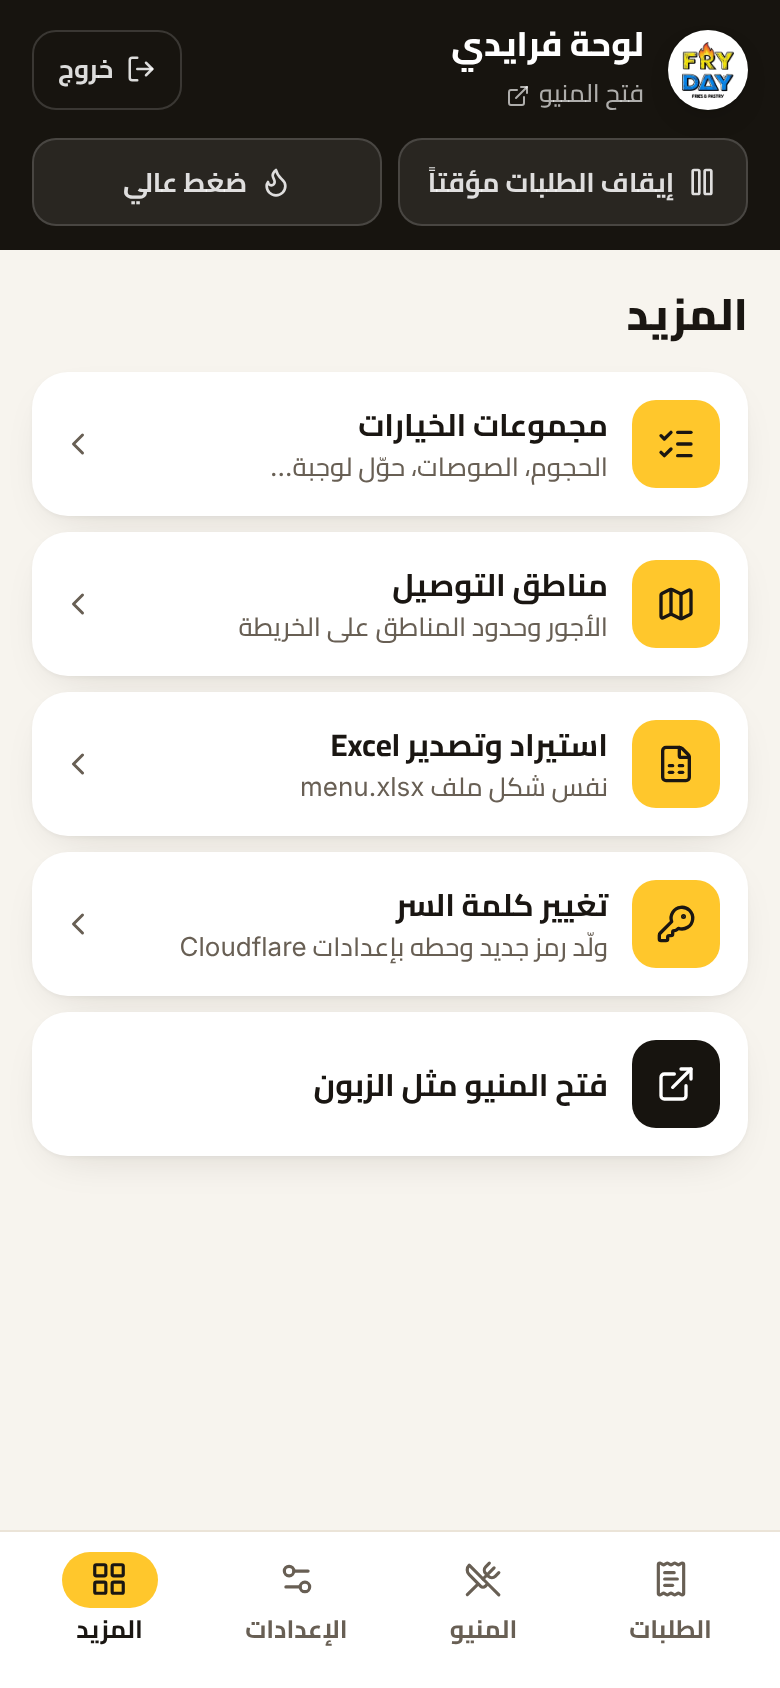 FRY
DAY
FRIES & PASTRY
لوحة فرايدي
فتح المنيو
خروج
إيقاف الطلبات مؤقتاً
ضغط عالي
المزيد
مجموعات الخيارات
الحجوم، الصوصات، حوّل لوجبة...
مناطق التوصيل
الأجور وحدود المناطق على الخريطة
استيراد وتصدير Excel
نفس شكل ملف menu.xlsx
تغيير كلمة السر
ولّد رمز جديد وحطه بإعدادات Cloudflare
فتح المنيو مثل الزبون
الطلبات
المنيو
الإعدادات
المزيد